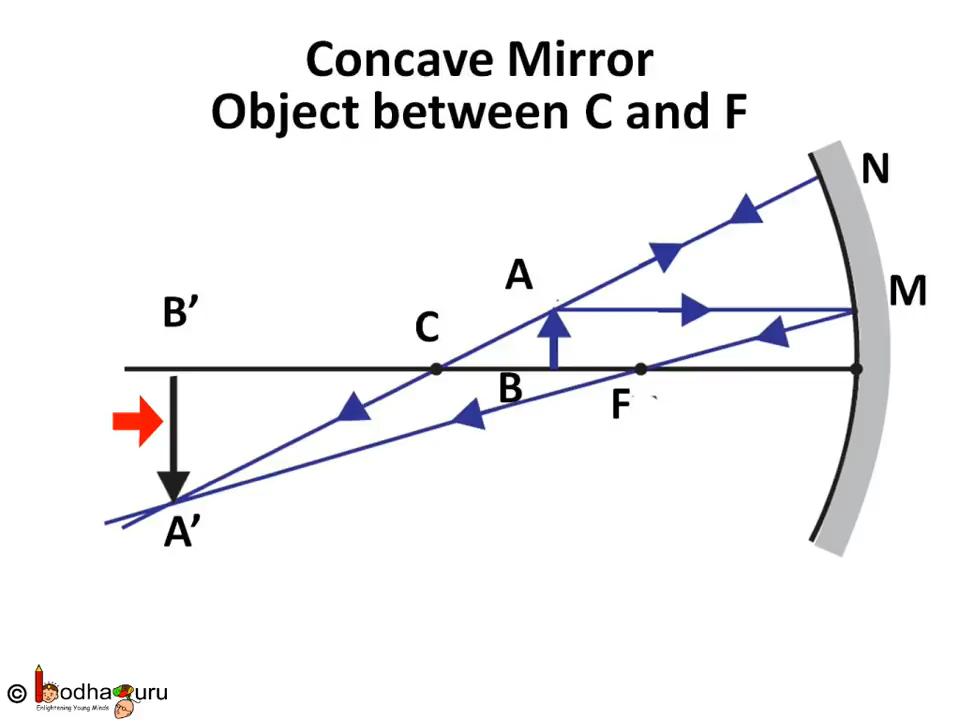 Concave Mirror
Object between C and F
N
M
A
B’
C
B
F
A’
© BodhaGuru
Enlightening Young Minds